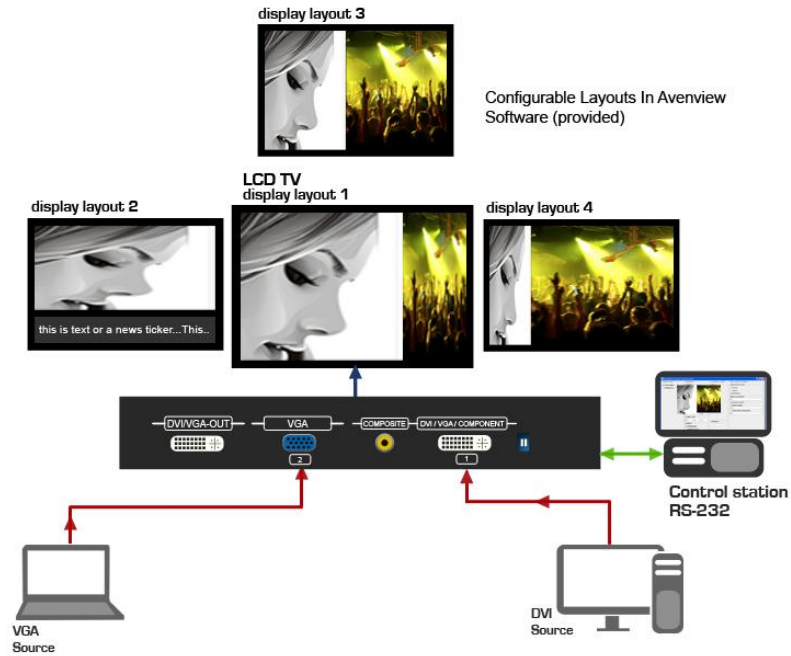 display layout 3
Configurable Layouts In Avenview
Software (provided)
LCD TV
display layout 1
display layout 2
display layout 4
this is text or a news ticker...This..
DVI/VGA-OUT
VGA
COMPOSITE
DVI / VGA / COMPONENT
2
1
Control station
RS-232
VGA
Source
DVI
Source